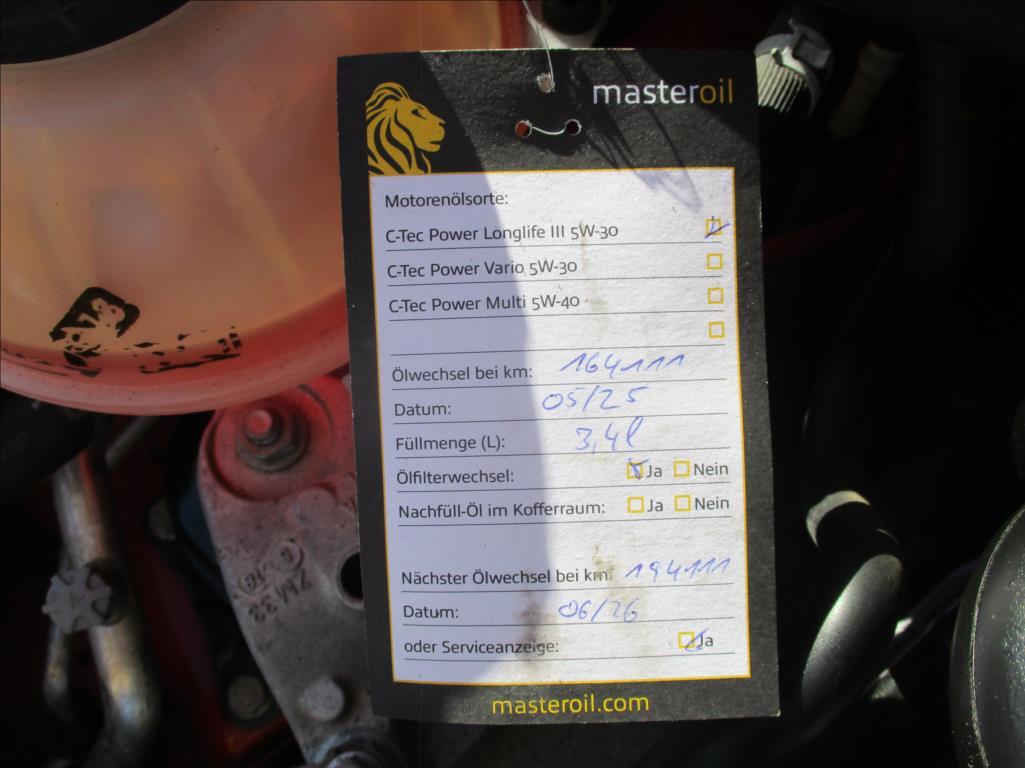 masteroil
Motorenölsorte:
C-Tec Power Longlife III 5W-30
C-Tec Power Vario 5W-30
C-Tec Power Multi 5W-40
Ölwechsel bei km: 164111
Datum: 05/25
Füllmenge (L): 3,4l
Ölfilterwechsel: Ja Nein
Nachfüll-Öl im Kofferraum: Ja Nein
Nächster Ölwechsel bei km: 194111
Datum: 06/26
oder Serviceanzeige: Ja
masteroil.com